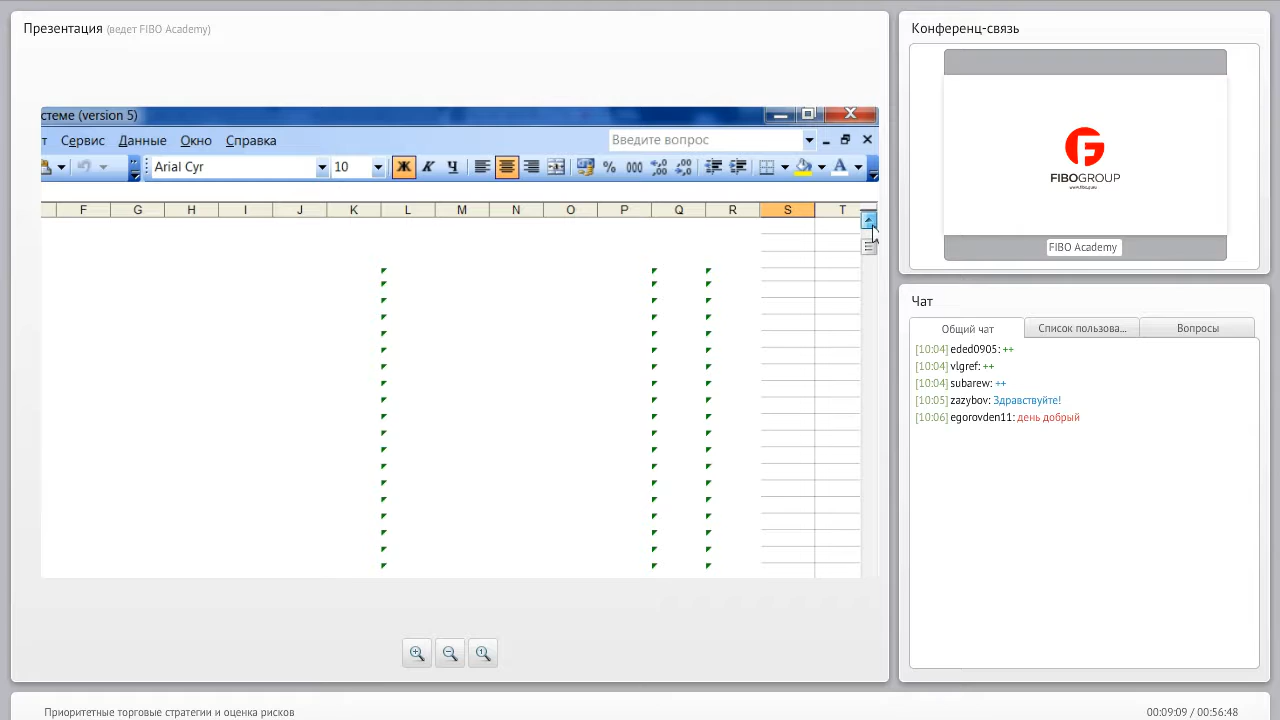 Презентация (ведет FIBO Academy)
стеме (version 5)
т Сервис Данные Окно Справка
Введите вопрос
Arial Cyr 10 Ж К Ч % 000
F G H I J K L M N O P Q R S T
Конференц-связь
FIBOGROUP
FIBO Academy
Чат
Общий чат Список пользова... Вопросы
[10:04] eded0905: ++
[10:04] vlgref: ++
[10:04] subarew: ++
[10:05] zazybov: Здравствуйте!
[10:06] egorovden11: день добрый
Приоритетные торговые стратегии и оценка рисков
00:09:09 / 00:56:48